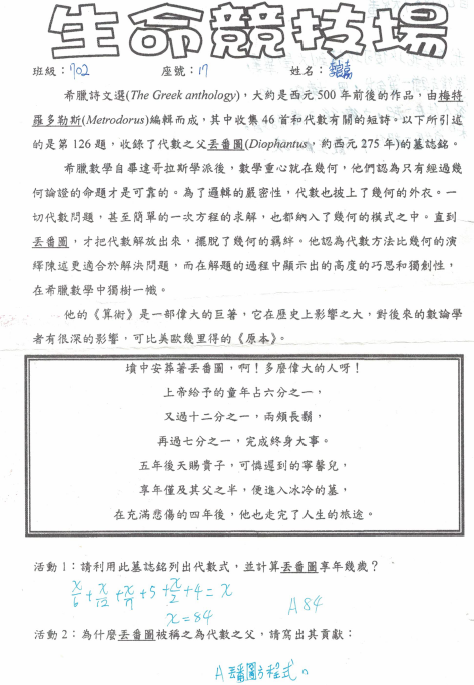 生命競技場
班級：702 座號：17 姓名：
希臘詩文選(The Greek anthology)，大約是西元 500 年前後的作品，由梅特
羅多勒斯(Metrodorus)編輯而成，其中收集 46 首和代數有關的短詩。以下所引述
的是第 126 題，收錄了代數之父丟番圖(Diophantus，約西元 275 年)的墓誌銘。
希臘數學自畢達哥拉斯學派後，數學重心就在幾何，他們認為只有經過幾
何論證的命題才是可靠的。為了邏輯的嚴密性，代數也披上了幾何的外衣。一
切代數問題，甚至簡單的一次方程的求解，也都納入了幾何的模式之中。直到
丟番圖，才把代數解放出來，擺脫了幾何的羈絆。他認為代數方法比幾何的演
繹陳述更適合於解決問題，而在解題的過程中顯示出的高度的巧思和獨創性，
在希臘數學中獨樹一幟。
他的《算術》是一部偉大的巨著，它在歷史上影響之大，對後來的數論學
者有很深的影響，可比美歐幾里得的《原本》。
墳中安葬著丟番圖，啊！多麼偉大的人呀！
上帝給予的童年占六分之一，
又過十二分之一，兩頰長鬍，
再過七分之一，完成終身大事。
五年後天賜貴子，可憐遲到的寧馨兒，
享年僅及其父之半，便進入冰冷的墓，
在充滿悲傷的四年後，他也走完了人生的旅途。
活動 1：請利用此墓誌銘列出代數式，並計算丟番圖享年幾歲？
x/6 + x/12 + x/7 + 5 + x/2 + 4 = x
x = 84 A 84
活動 2：為什麼丟番圖被稱之為代數之父，請寫出其貢獻：
A 丟番圖方程式。